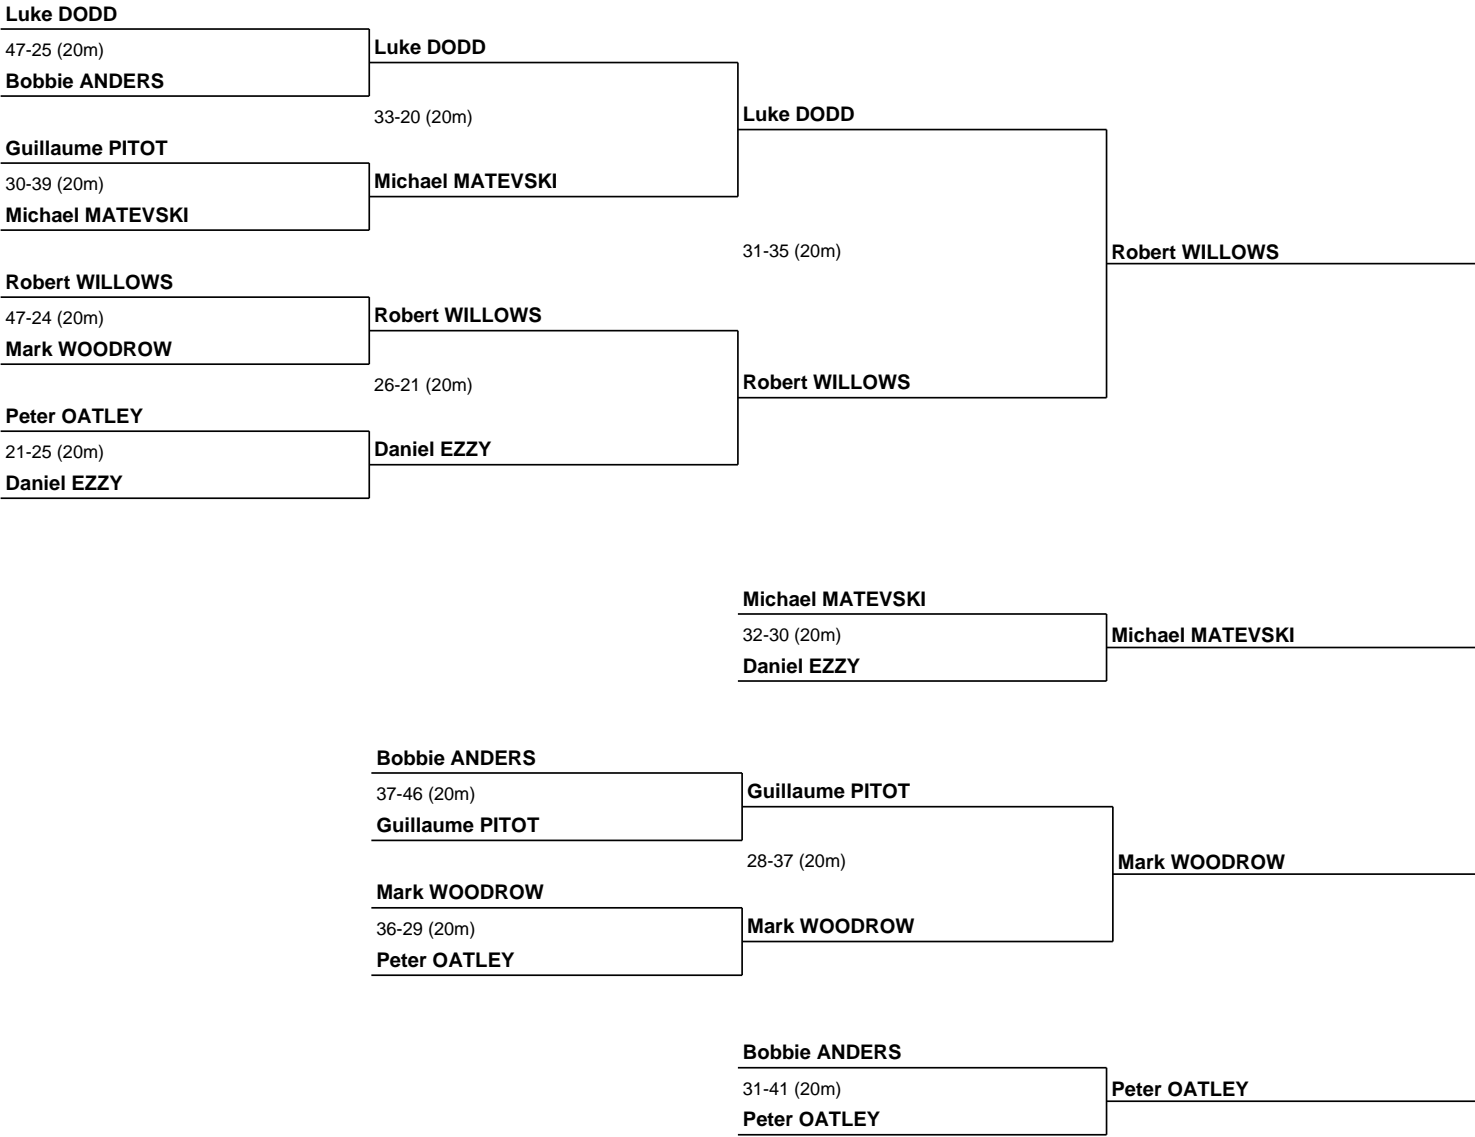 Luke DODD
47-25 (20m)
Luke DODD
Bobbie ANDERS
33-20 (20m)
Luke DODD
Guillaume PITOT
30-39 (20m)
Michael MATEVSKI
Michael MATEVSKI
31-35 (20m)
Robert WILLOWS
Robert WILLOWS
47-24 (20m)
Robert WILLOWS
Mark WOODROW
26-21 (20m)
Robert WILLOWS
Peter OATLEY
21-25 (20m)
Daniel EZZY
Daniel EZZY
Michael MATEVSKI
32-30 (20m)
Michael MATEVSKI
Daniel EZZY
Bobbie ANDERS
37-46 (20m)
Guillaume PITOT
Guillaume PITOT
28-37 (20m)
Mark WOODROW
Mark WOODROW
36-29 (20m)
Mark WOODROW
Peter OATLEY
Bobbie ANDERS
31-41 (20m)
Peter OATLEY
Peter OATLEY